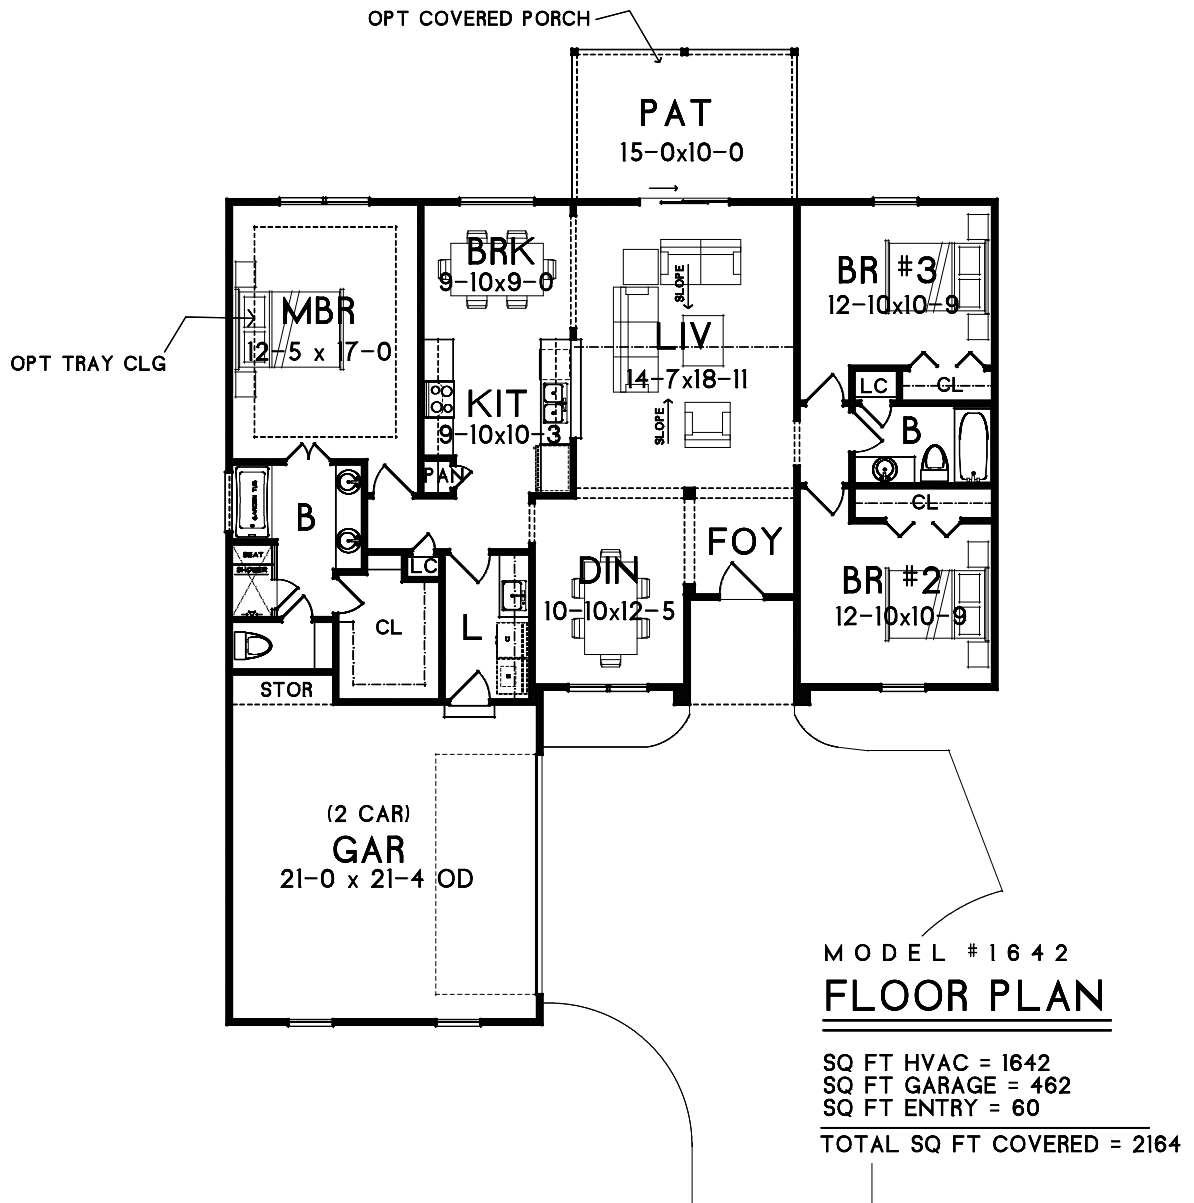 OPT COVERED PORCH
PAT
15-0x10-0
BRK
9-10x9-0
BR #3
12-10x10-9
MBR
12-5 x 17-0
OPT TRAY CLG
SLOPE
LIV
14-7x18-11
SLOPE
KIT
9-10x10-3
LC
CL
B
PAN
GARDEN TUB
B
CL
SEAT
SHOWER
LC
FOY
DIN
10-10x12-5
BR #2
12-10x10-9
CL
L
STOR
(2 CAR)
GAR
21-0 x 21-4 OD
MODEL #1642
FLOOR PLAN
SQ FT HVAC = 1642
SQ FT GARAGE = 462
SQ FT ENTRY = 60
TOTAL SQ FT COVERED = 2164